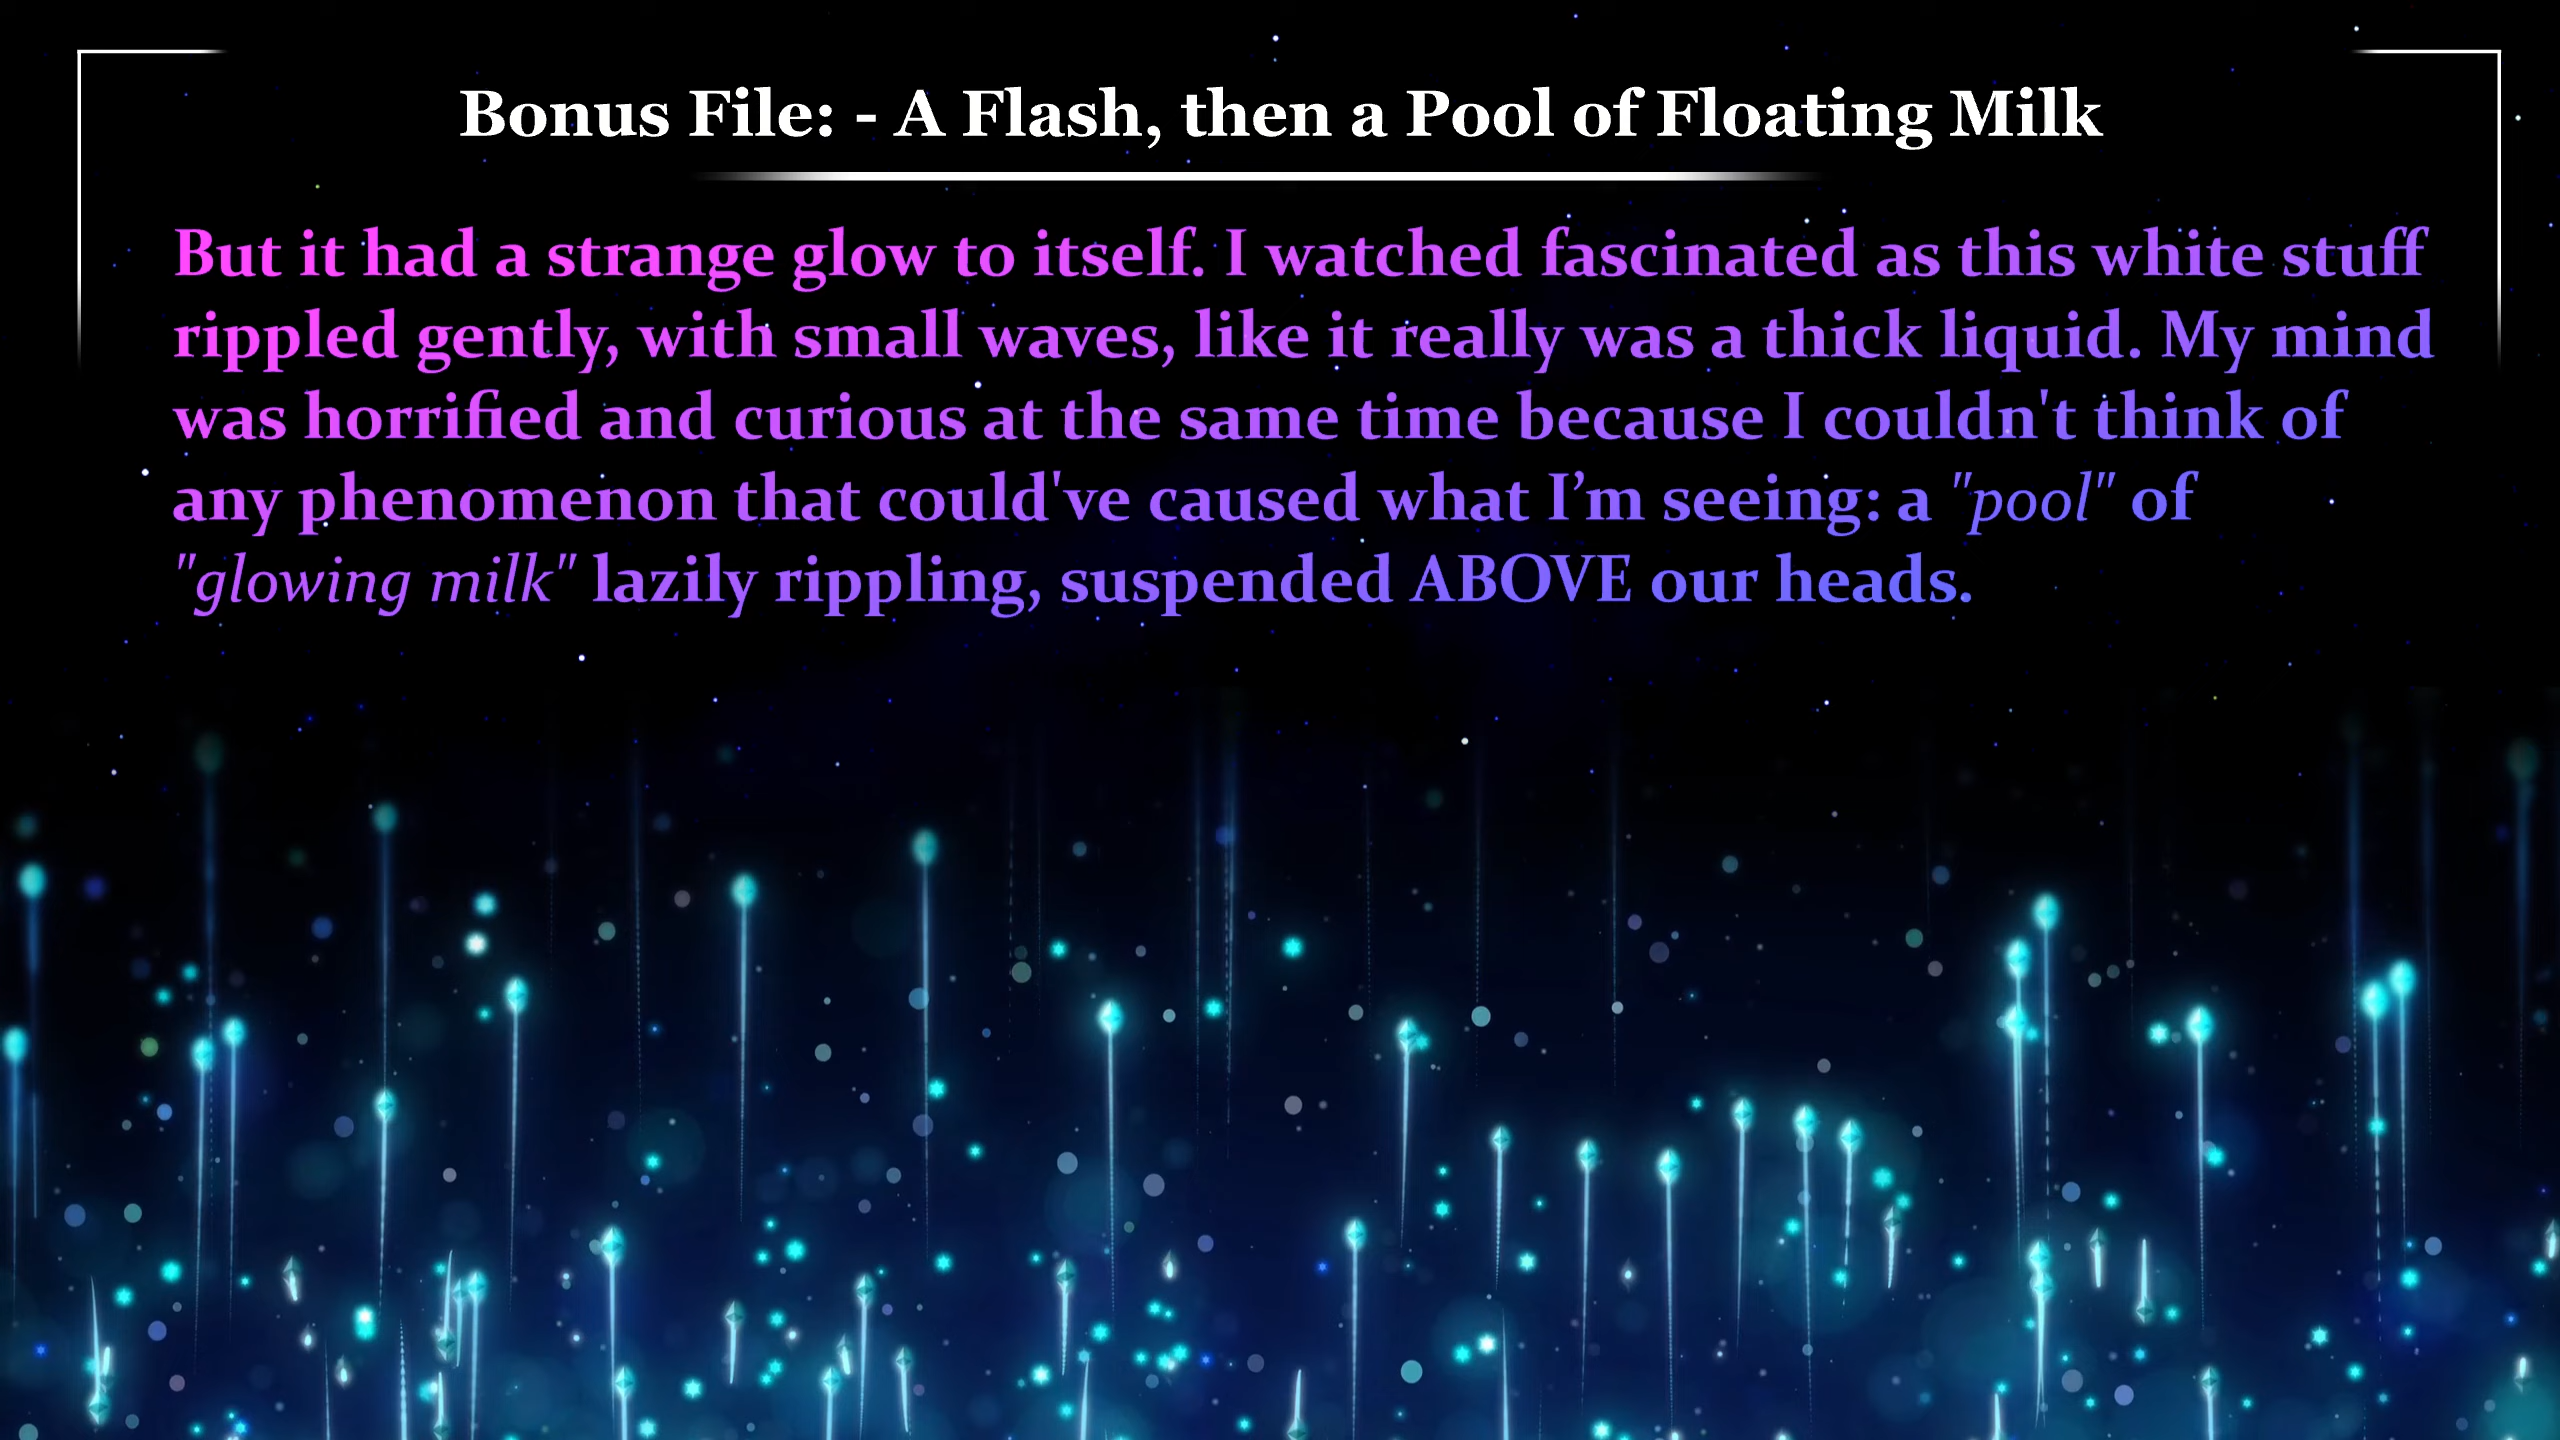 Bonus File: - A Flash, then a Pool of Floating Milk
But it had a strange glow to itself. I watched fascinated as this white stuff
rippled gently, with small waves, like it really was a thick liquid. My mind
was horrified and curious at the same time because I couldn't think of
any phenomenon that could've caused what I’m seeing: a "pool" of
"glowing milk" lazily rippling, suspended ABOVE our heads.